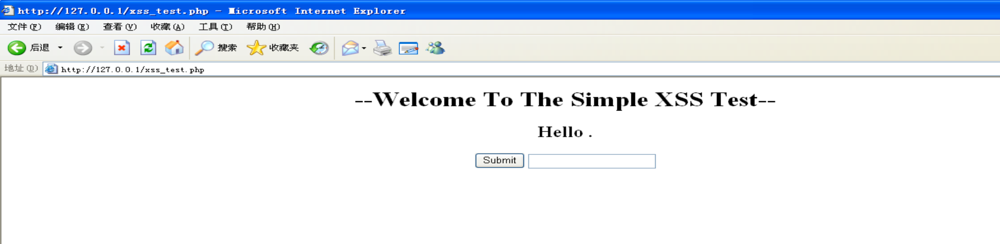 http://127.0.0.1/xss_test.php - Microsoft Internet Explorer
文件(F) 编辑(E) 查看(V) 收藏(A) 工具(T) 帮助(H)
后退 搜索 收藏夹
地址(D) http://127.0.0.1/xss_test.php
--Welcome To The Simple XSS Test--
Hello .
Submit